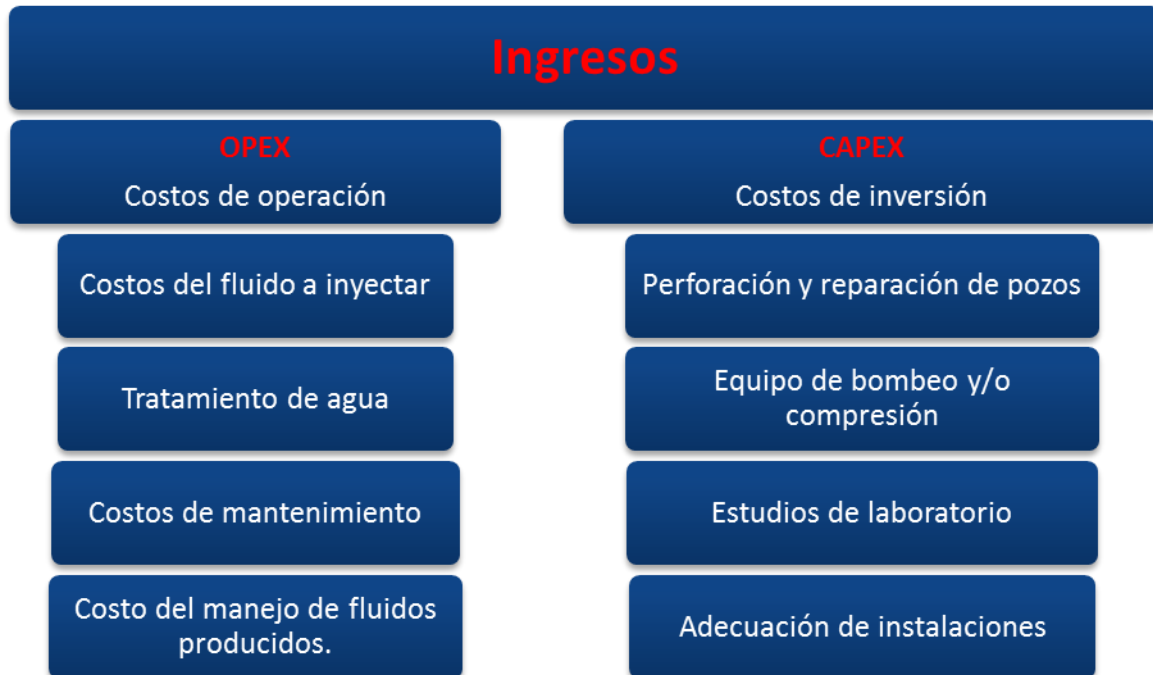 Ingresos
OPEX
Costos de operación
Costos del fluido a inyectar
Tratamiento de agua
Costos de mantenimiento
Costo del manejo de fluidos
producidos.
CAPEX
Costos de inversión
Perforación y reparación de pozos
Equipo de bombeo y/o
compresión
Estudios de laboratorio
Adecuación de instalaciones